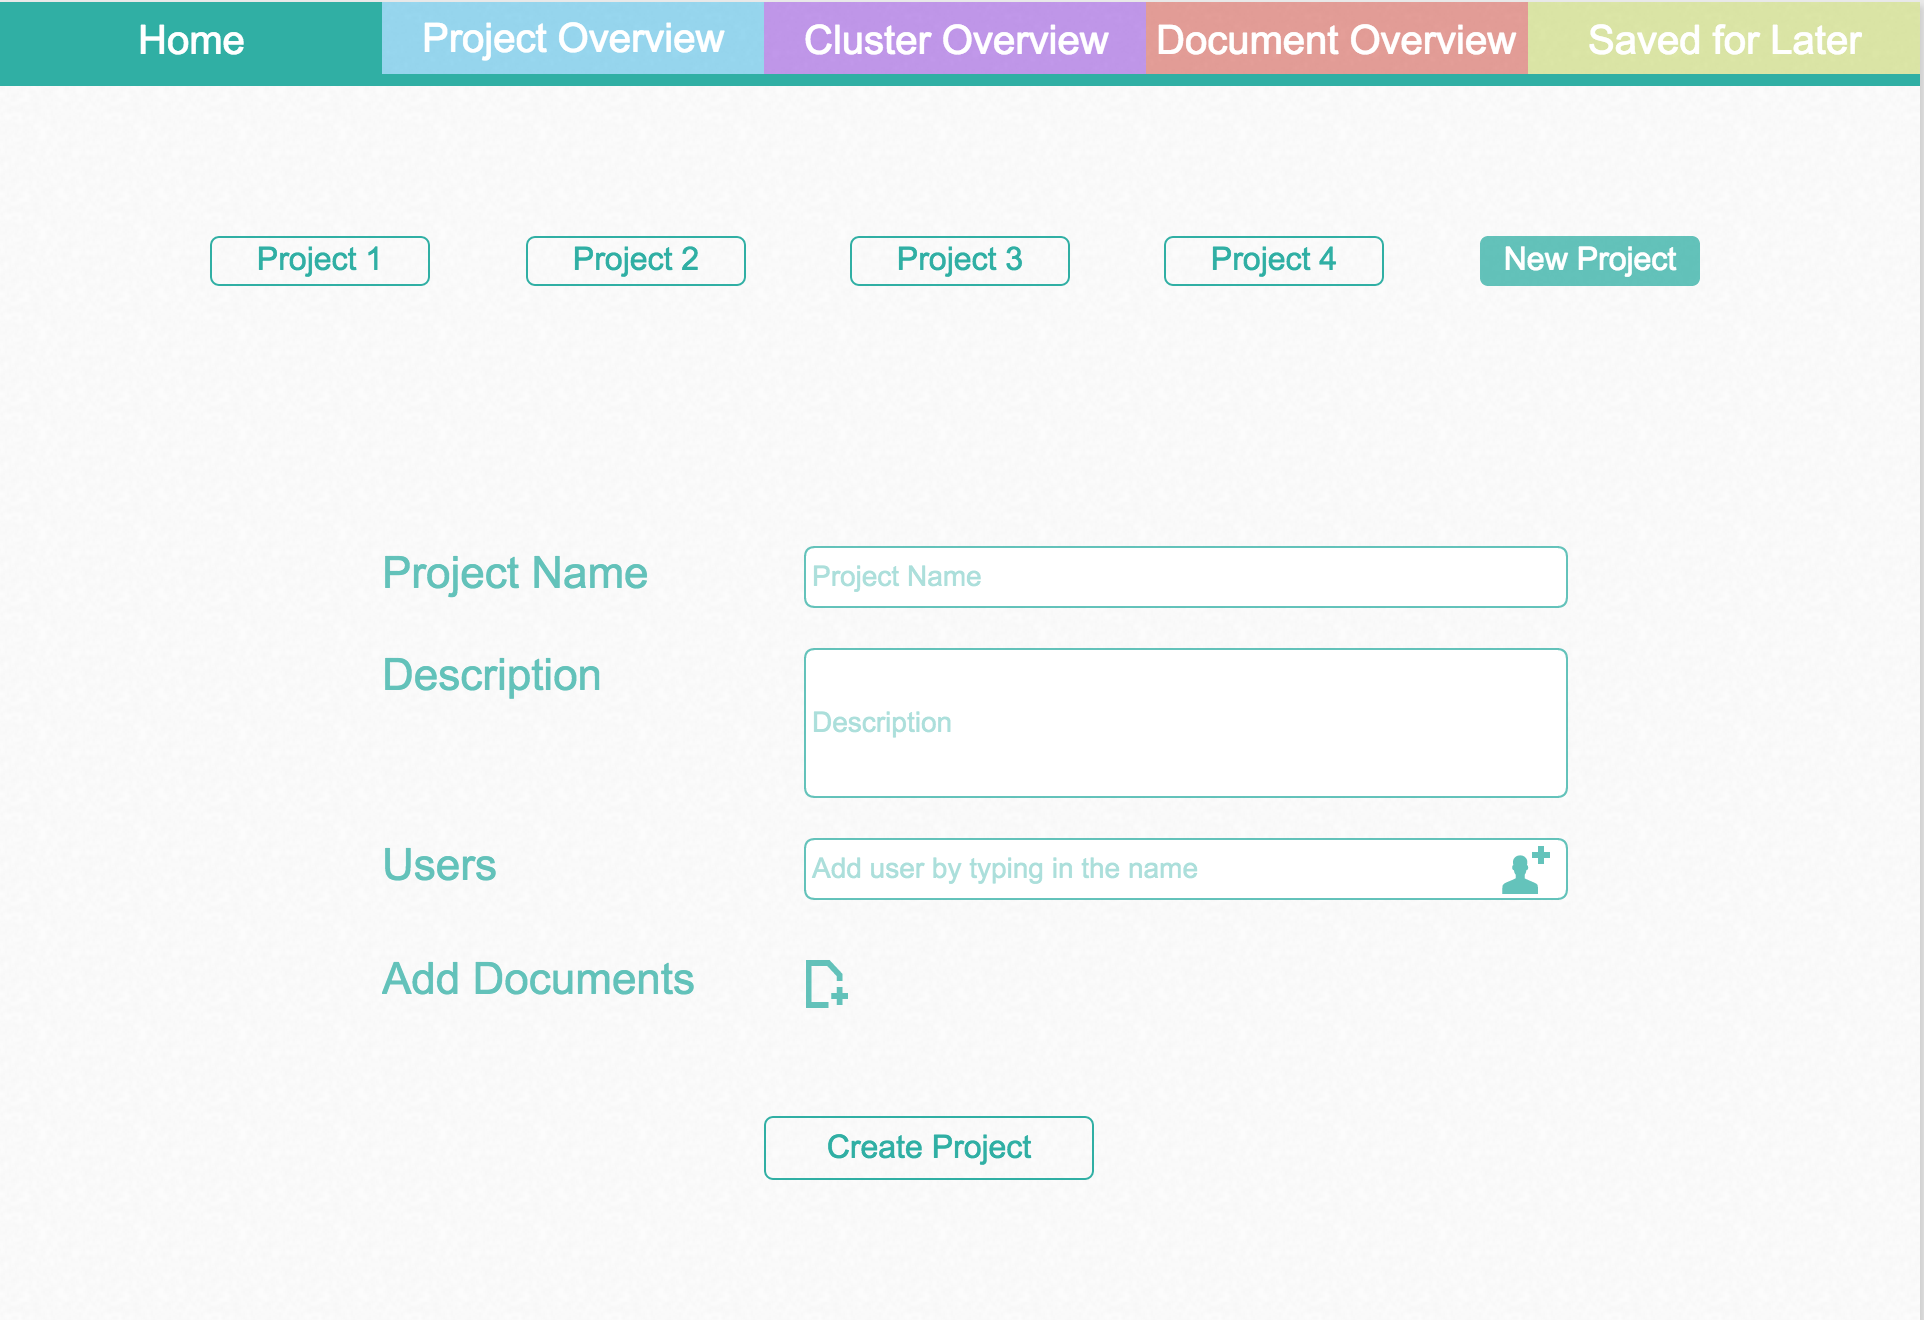 Home Project Overview Cluster Overview Document Overview Saved for Later
Project 1 Project 2 Project 3 Project 4 New Project
Project Name Project Name
Description
Description
Users Add user by typing in the name
Add Documents
Create Project